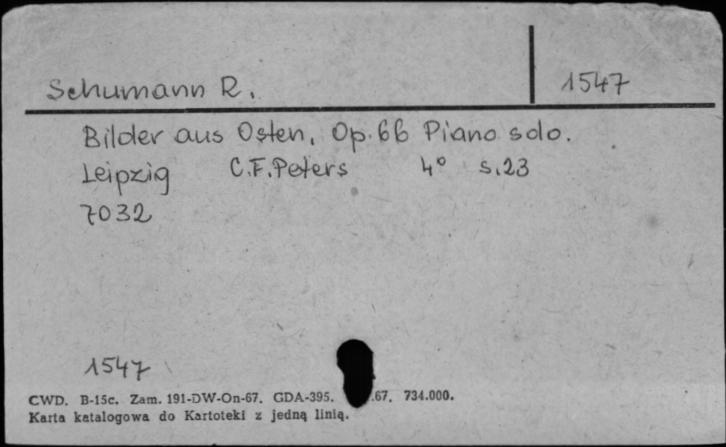 Schumann R. 1547
Bilder aus Osten, Op. 66 Piano solo.
Leipzig C.F. Peters 4° s. 23
7032
1547
CWD. B-15c. Zam. 191-DW-On-67. GDA-395. .67. 734.000.
Karta katalogowa do Kartoteki z jedną linią.